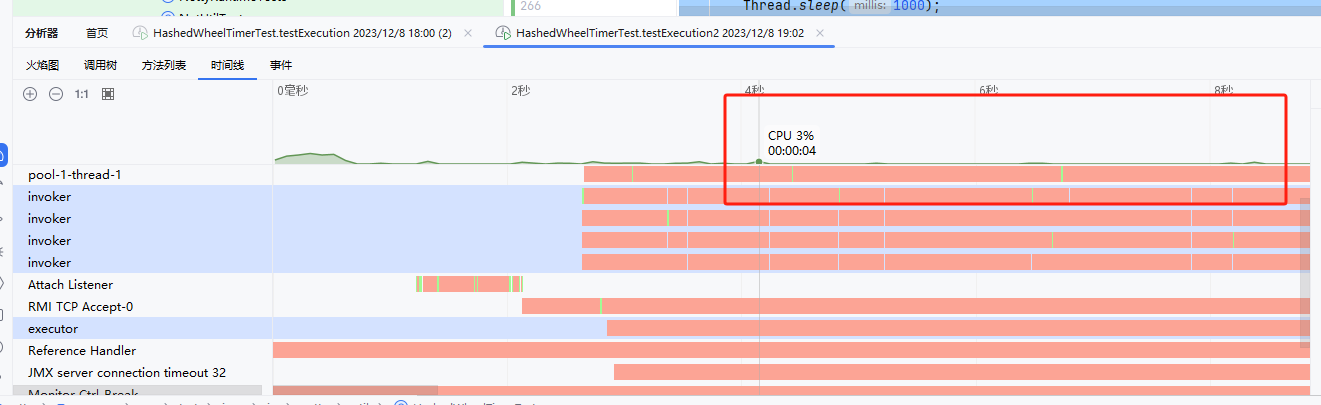 266
Thread.sleep( millis: 1000);
分析器 首页 HashedWheelTimerTest.testExecution 2023/12/8 18:00 (2) × HashedWheelTimerTest.testExecution2 2023/12/8 19:02 ×
火焰图 调用树 方法列表 时间线 事件
1:1 0毫秒 2秒 4秒 6秒 8秒
CPU 3%
00:00:04
pool-1-thread-1
invoker
invoker
invoker
invoker
Attach Listener
RMI TCP Accept-0
executor
Reference Handler
JMX server connection timeout 32
Monitor Ctrl-Break